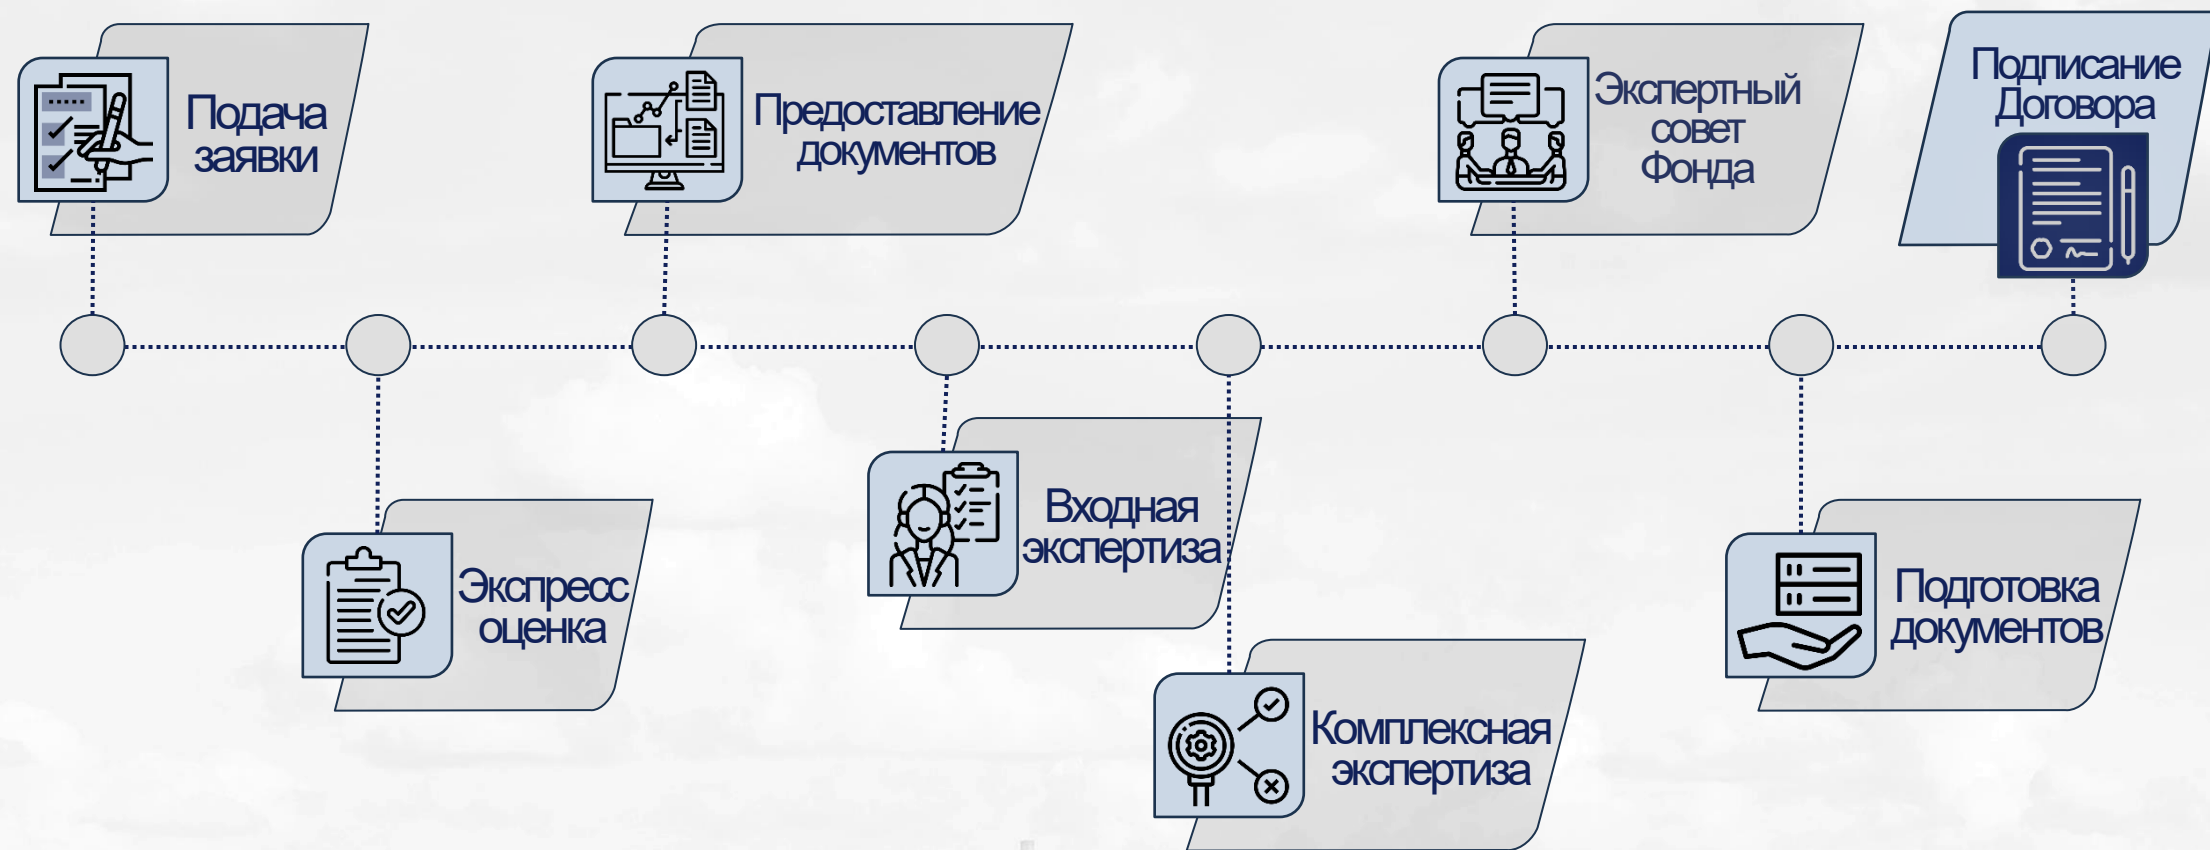 Подача
заявки
Экспресс
оценка
Предоставление
документов
Входная
экспертиза
Комплексная
экспертиза
Экспертный
совет
Фонда
Подготовка
документов
Подписание
Договора